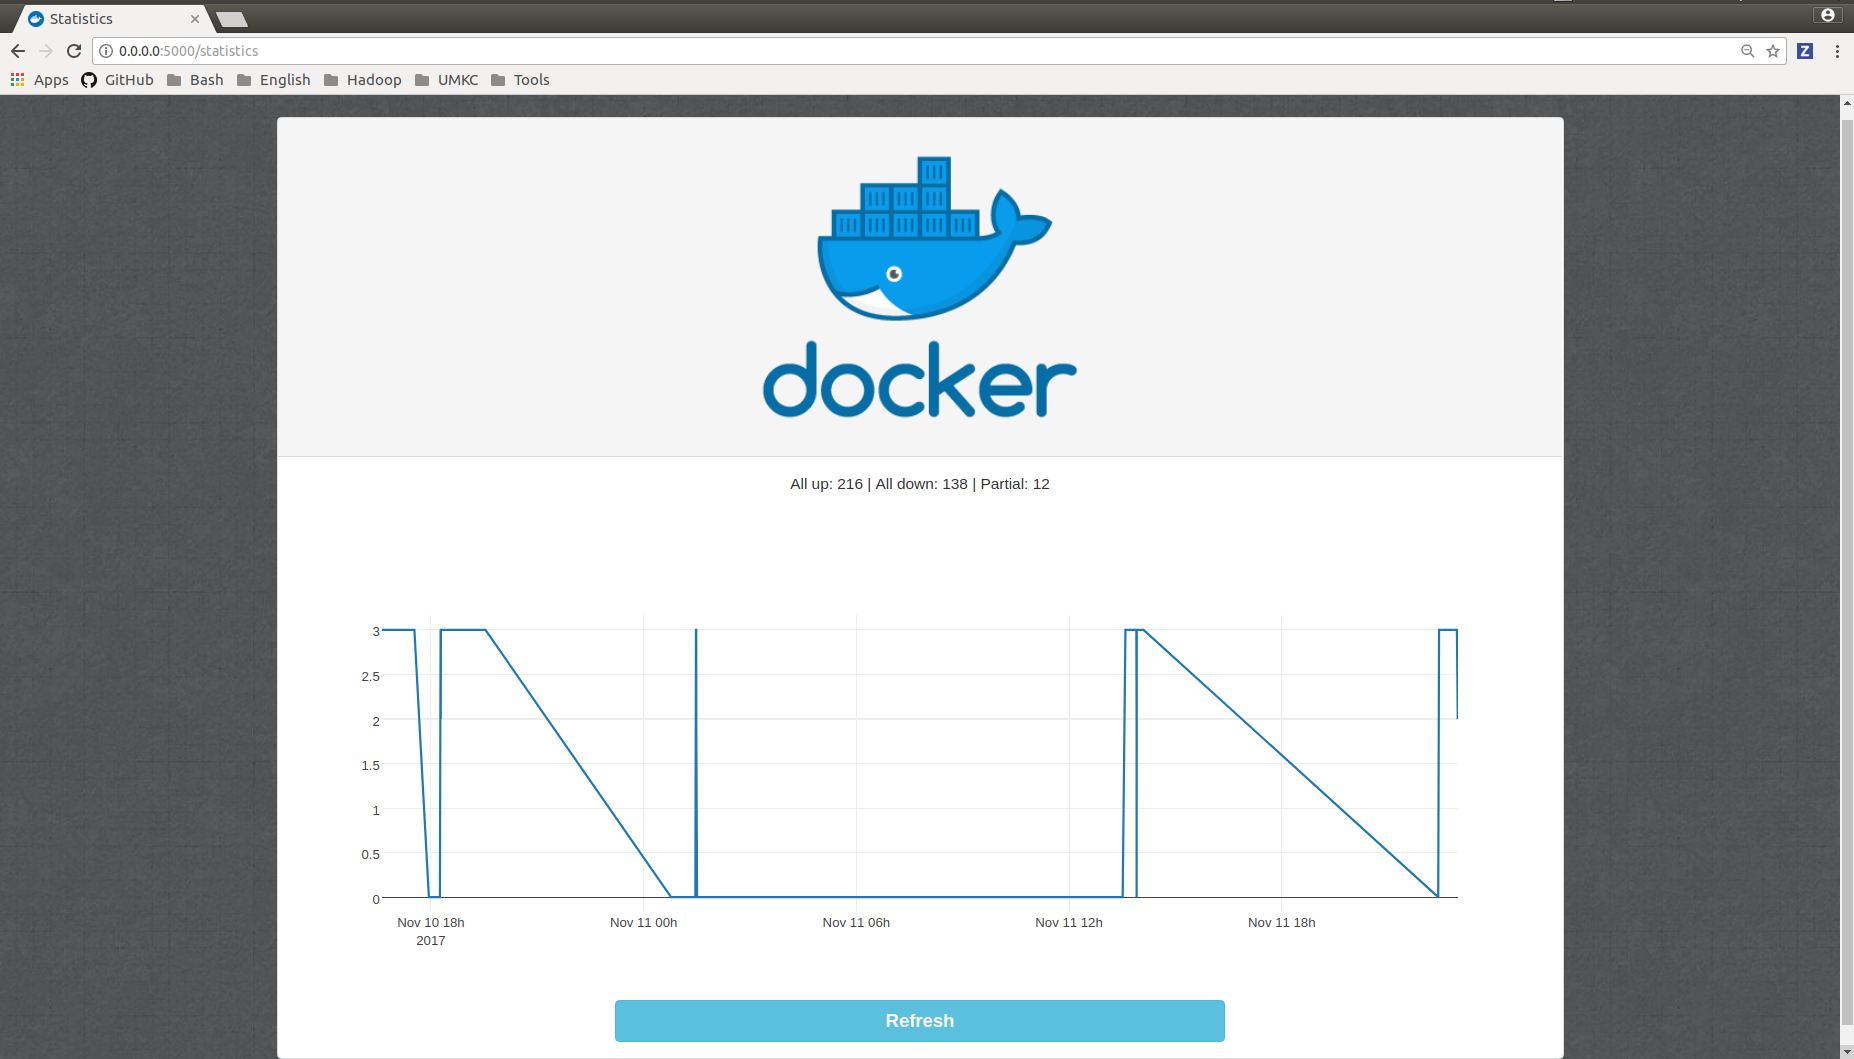 Statistics
0.0.0.0:5000/statistics
Z
Apps GitHub Bash English Hadoop UMKC Tools
docker
All up: 216 | All down: 138 | Partial: 12
3
2.5
2
1.5
1
0.5
0
Nov 10 18h Nov 11 00h Nov 11 06h Nov 11 12h Nov 11 18h
2017
Refresh